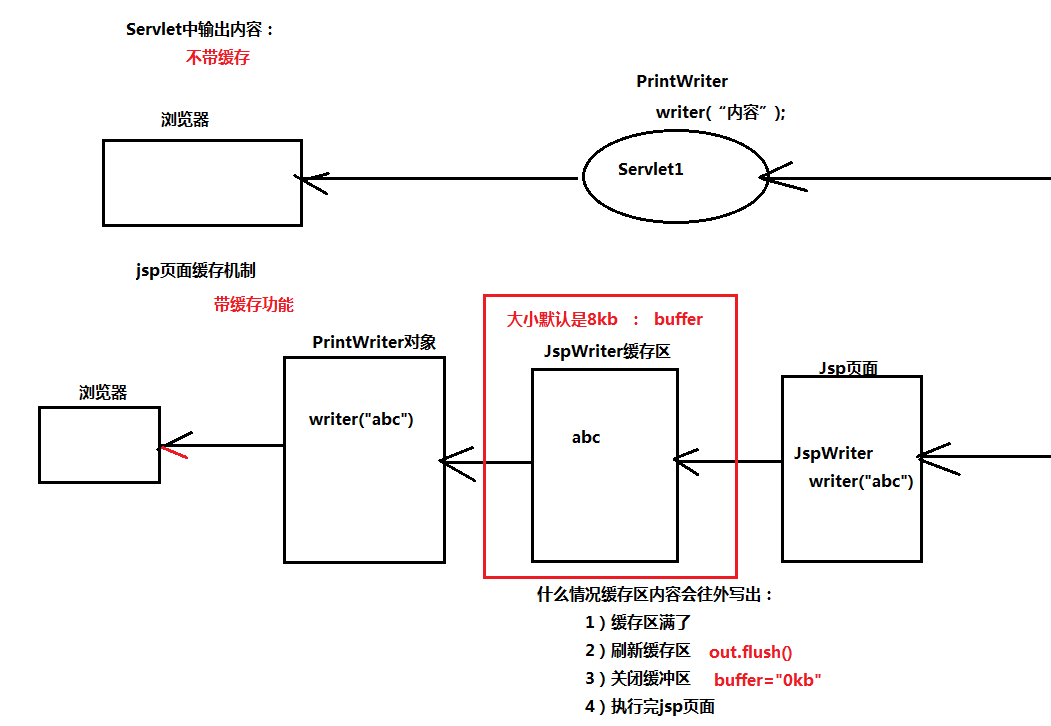 Servlet中输出内容：
不带缓存
PrintWriter
writer(“内容”);
浏览器
Servlet1
jsp页面缓存机制
带缓存功能
大小默认是8kb ： buffer
PrintWriter对象
JspWriter缓存区
Jsp页面
浏览器
writer("abc")
abc
JspWriter
writer("abc")
什么情况缓存区内容会往外写出：
1）缓存区满了
2）刷新缓存区 out.flush()
3）关闭缓冲区 buffer="0kb"
4）执行完jsp页面